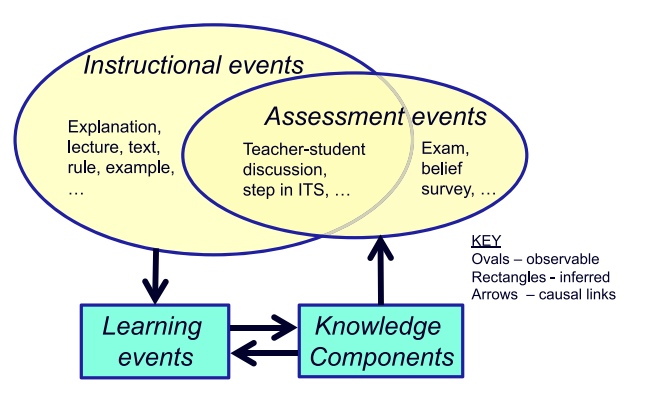 Instructional events
Assessment events
Explanation,
lecture, text,
rule, example,
…
Teacher-student
discussion,
step in ITS, …
Exam,
belief
survey, …
KEY
Ovals – observable
Rectangles - inferred
Arrows – causal links
Learning
events
Knowledge
Components